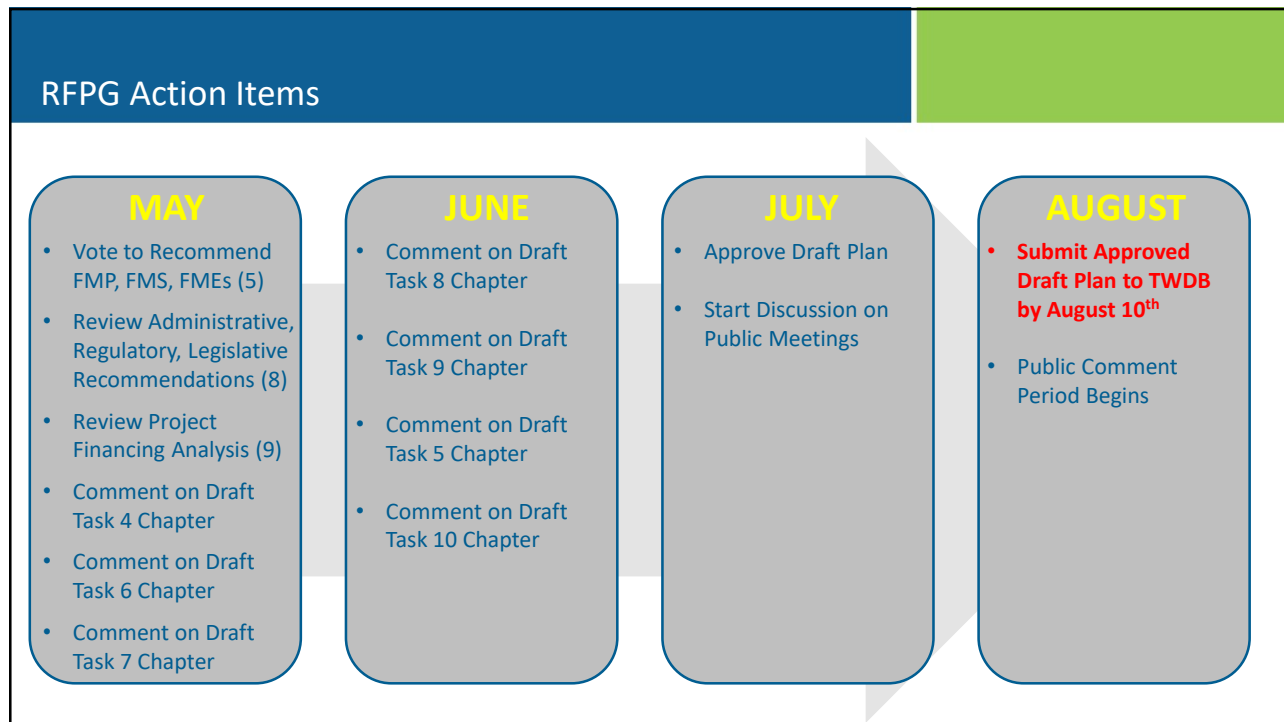 RFPG Action Items
MAY
• Vote to Recommend
FMP, FMS, FMEs (5)
• Review Administrative,
Regulatory, Legislative
Recommendations (8)
• Review Project
Financing Analysis (9)
• Comment on Draft
Task 4 Chapter
• Comment on Draft
Task 6 Chapter
• Comment on Draft
Task 7 Chapter
JUNE
• Comment on Draft
Task 8 Chapter
• Comment on Draft
Task 9 Chapter
• Comment on Draft
Task 5 Chapter
• Comment on Draft
Task 10 Chapter
JULY
• Approve Draft Plan
• Start Discussion on
Public Meetings
AUGUST
• Submit Approved
Draft Plan to TWDB
by August 10th
• Public Comment
Period Begins